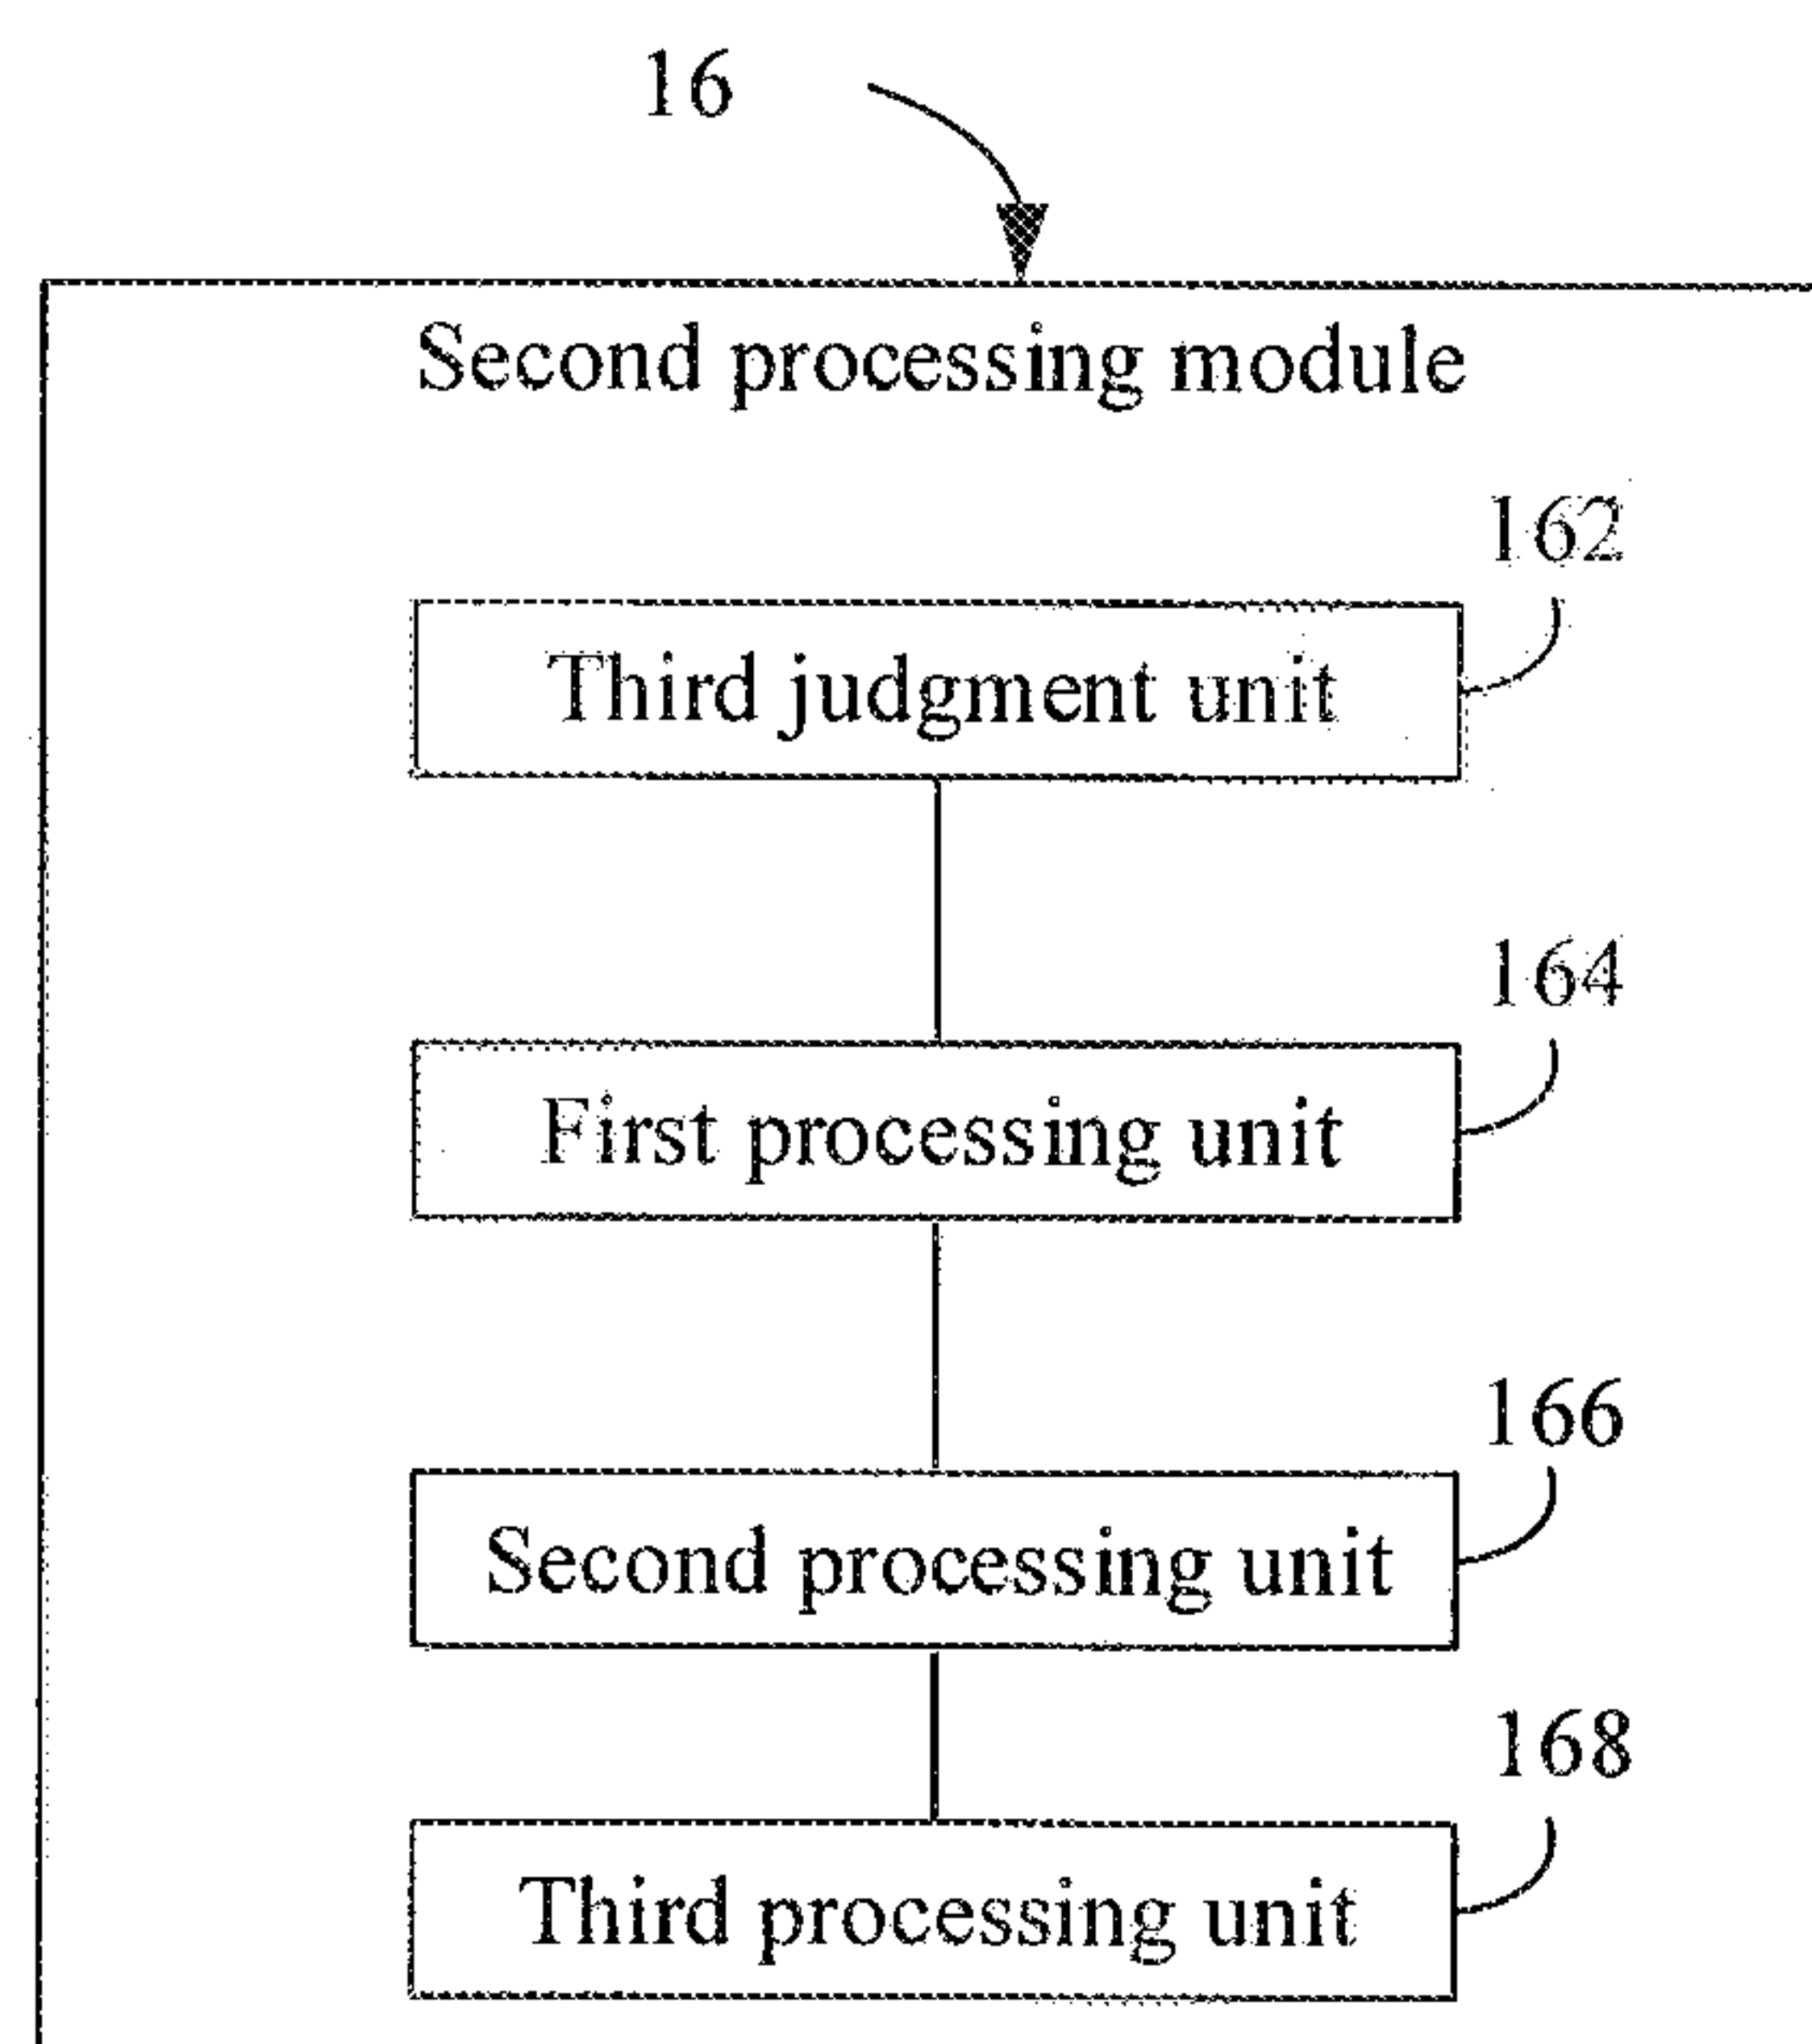 16
Second processing module
162
Third judgment unit
164
First processing unit
166
Second processing unit
168
Third processing unit